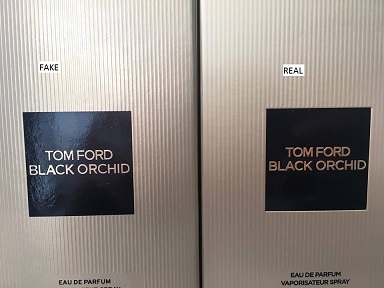 FAKE
TOM FORD
BLACK ORCHID
EAU DE PARFUM
REAL
TOM FORD
BLACK ORCHID
EAU DE PARFUM
VAPORISATEUR SPRAY